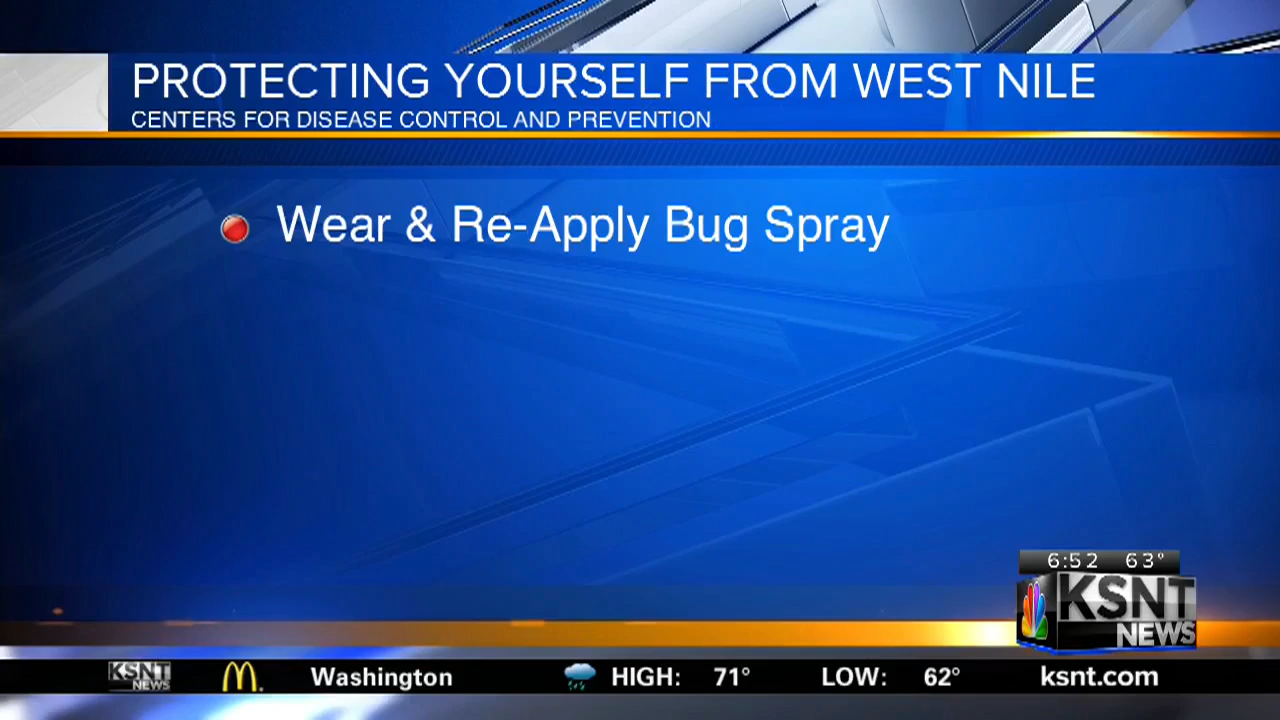 PROTECTING YOURSELF FROM WEST NILE
CENTERS FOR DISEASE CONTROL AND PREVENTION
Wear & Re-Apply Bug Spray
6:52 63°
KSNT
NEWS
KSNT NEWS Washington HIGH: 71° LOW: 62° ksnt.com